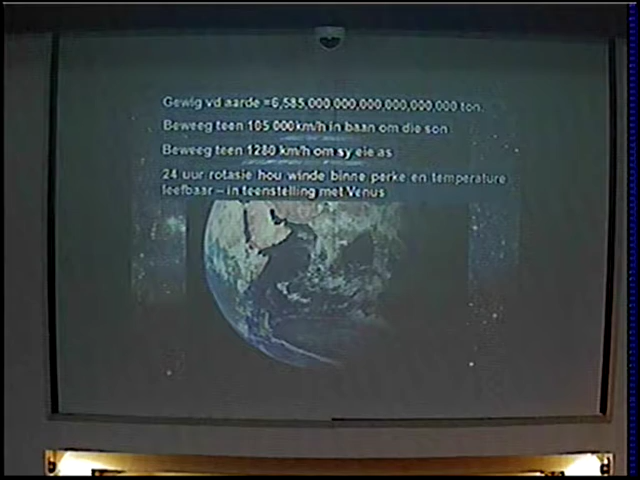 Gewig vd aarde =6,585,000,000,000,000,000,000 ton.
Beweeg teen 105 000km/h in baan om die son
Beweeg teen 1280 km/h om sy eie as
24 uur rotasie hou winde binne perke en temperature
leefbaar – in teenstelling met Venus